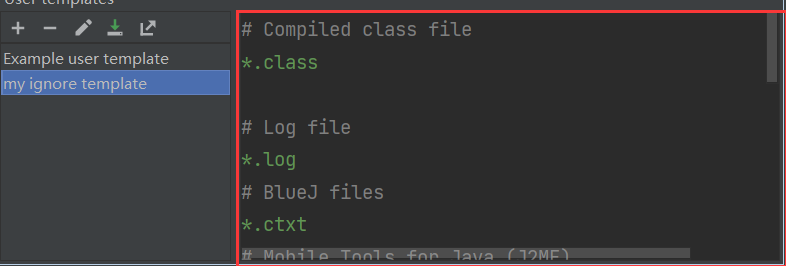 User templates
Example user template
my ignore template
# Compiled class file
*.class
# Log file
*.log
# BlueJ files
*.ctxt
# Mobile Tools for Java (J2ME)